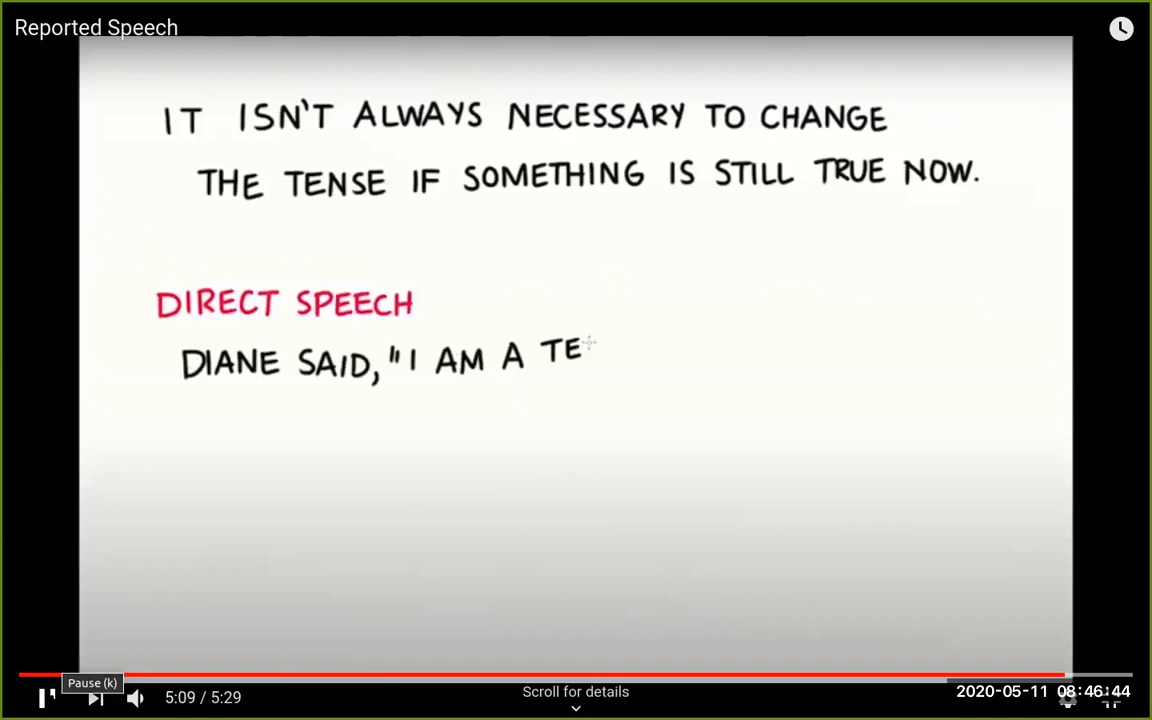 Reported Speech
IT ISN'T ALWAYS NECESSARY TO CHANGE
THE TENSE IF SOMETHING IS STILL TRUE NOW.
DIRECT SPEECH
DIANE SAID, "I AM A TE
Pause (k)
5:09 / 5:29
Scroll for details
2020-05-11 08:46:44